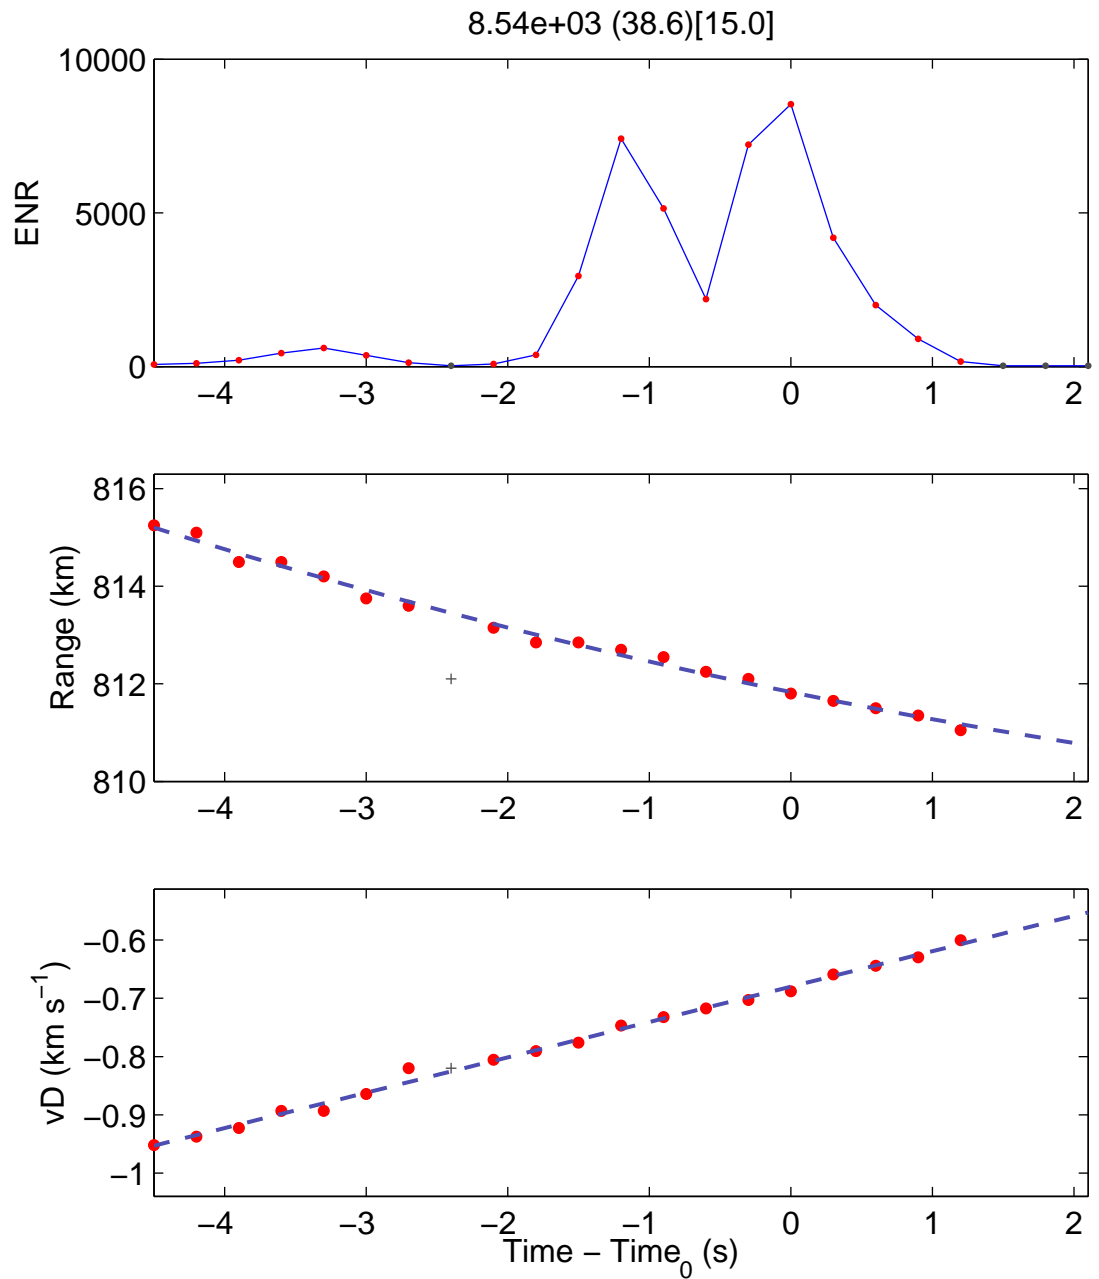 8.54e+03 (38.6)[15.0]
10000
5000
0
ENR
−4 −3 −2 −1 0 1 2
816
814
812
810
Range (km)
−4 −3 −2 −1 0 1 2
−0.6
−0.7
−0.8
−0.9
−1
vD (km s⁻¹)
−4 −3 −2 −1 0 1 2
Time − Time₀ (s)